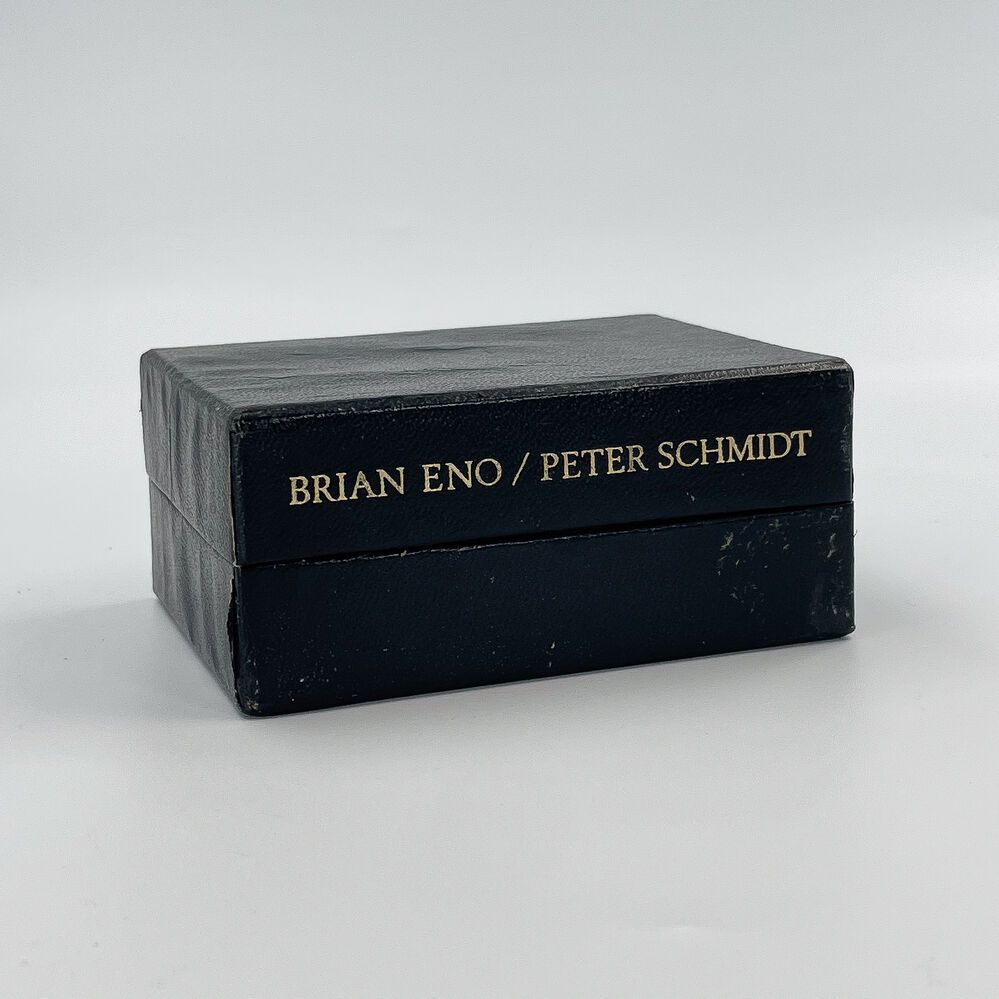 BRIAN ENO / PETER SCHMIDT